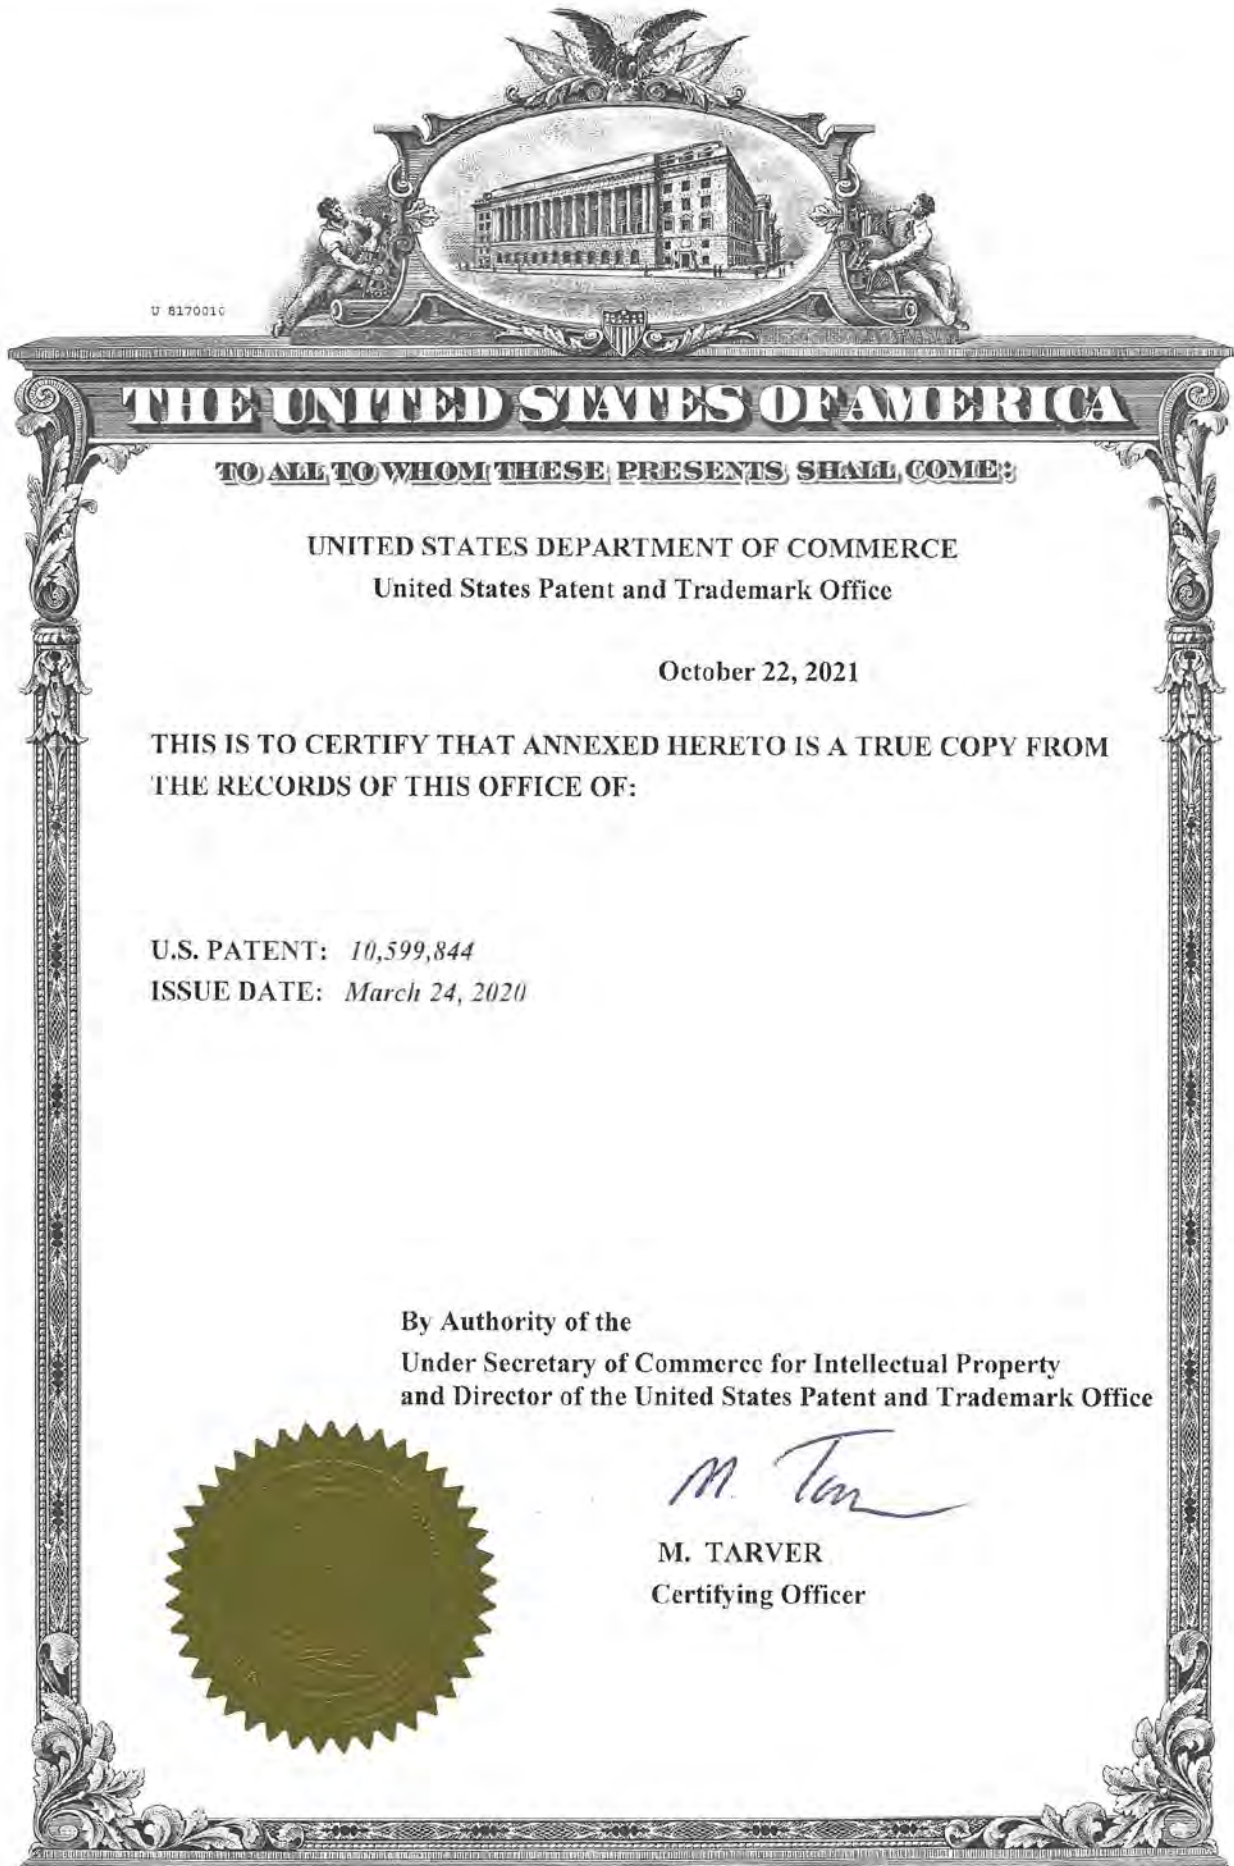 U 8170010
THE UNITED STATES OF AMERICA
TO ALL TO WHOM THESE PRESENTS SHALL COME:
UNITED STATES DEPARTMENT OF COMMERCE
United States Patent and Trademark Office
October 22, 2021
THIS IS TO CERTIFY THAT ANNEXED HERETO IS A TRUE COPY FROM
THE RECORDS OF THIS OFFICE OF:
U.S. PATENT: 10,599,844
ISSUE DATE: March 24, 2020
By Authority of the
Under Secretary of Commerce for Intellectual Property
and Director of the United States Patent and Trademark Office
M. TARVER
Certifying Officer